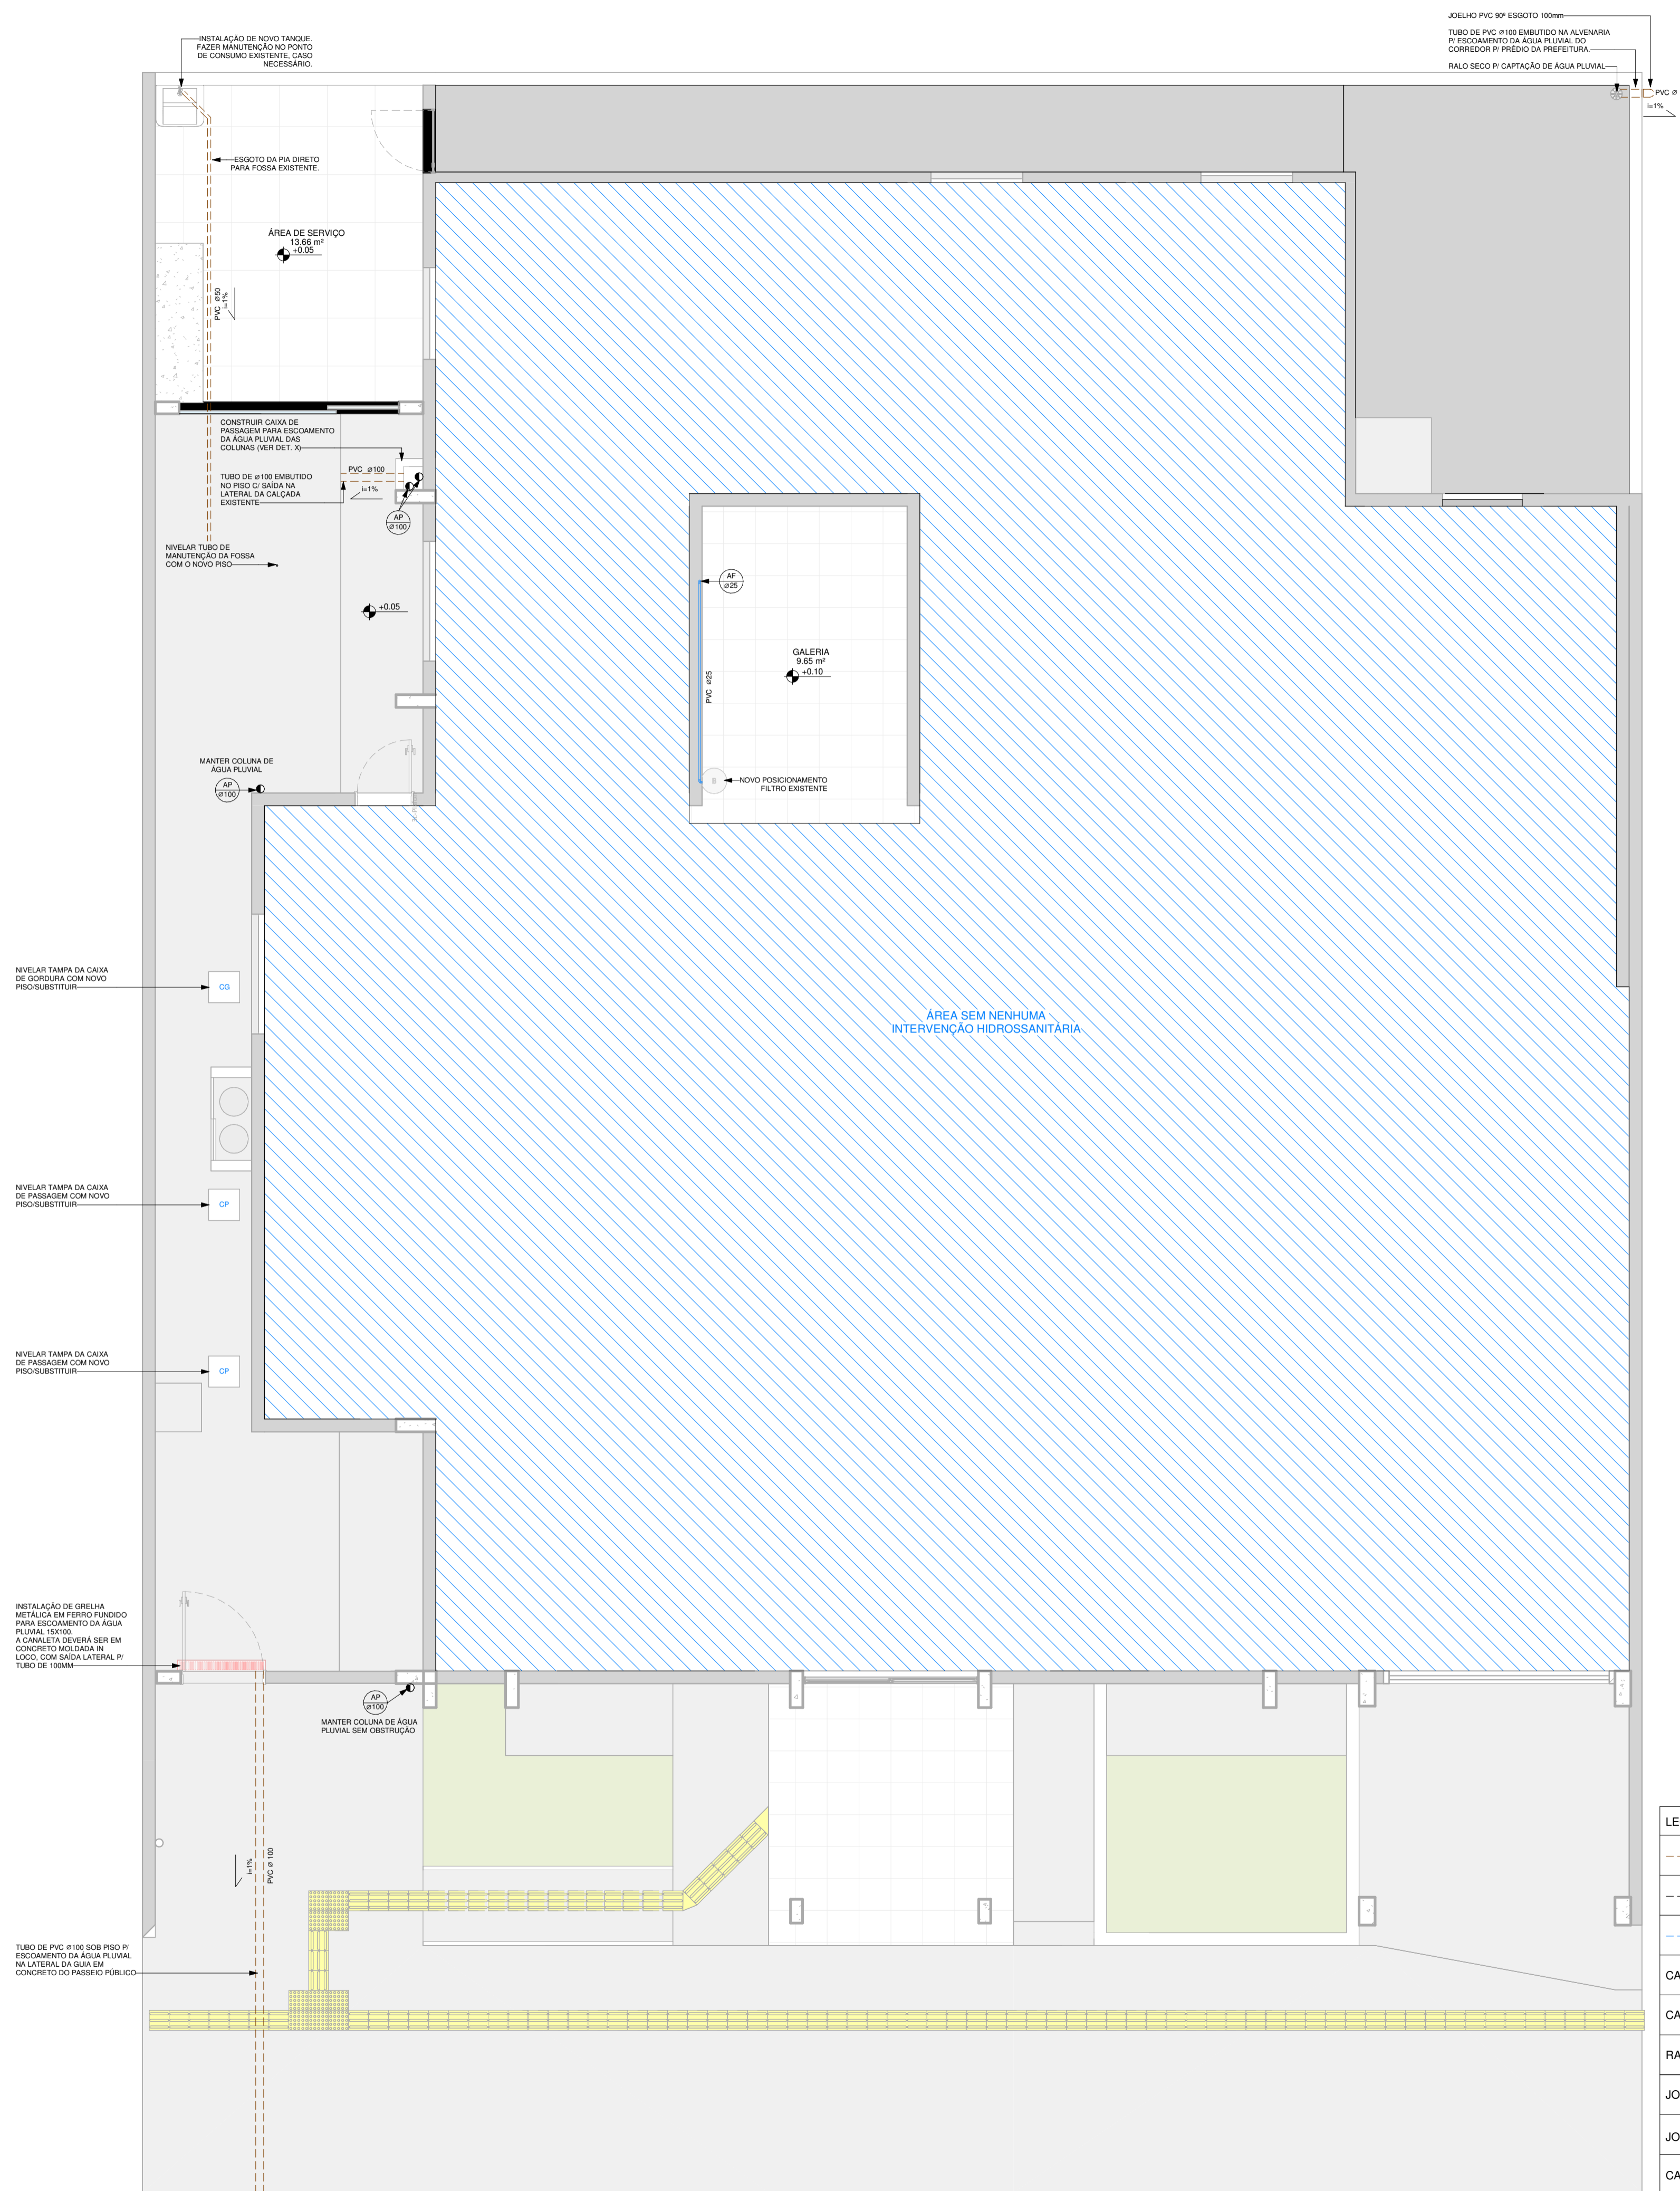 JOELHO PVC 90º ESGOTO 100mm
TUBO DE PVC ⌀100 EMBUTIDO NA ALVENARIA
P/ ESCOAMENTO DA ÁGUA PLUVIAL DO
CORREDOR P/ PRÉDIO DA PREFEITURA.
RALO SECO P/ CAPTAÇÃO DE ÁGUA PLUVIAL
PVC ⌀
i=1%
INSTALAÇÃO DE NOVO TANQUE.
FAZER MANUTENÇÃO NO PONTO
DE CONSUMO EXISTENTE, CASO
NECESSÁRIO.
ESGOTO DA PIA DIRETO
PARA FOSSA EXISTENTE.
ÁREA DE SERVIÇO
13.66 m²
+0.05
PVC ⌀50
i=1%
CONSTRUIR CAIXA DE
PASSAGEM PARA ESCOAMENTO
DA ÁGUA PLUVIAL DAS
COLUNAS (VER DET. X)
PVC ⌀100
i=1%
TUBO DE ⌀100 EMBUTIDO
NO PISO C/ SAÍDA NA
LATERAL DA CALÇADA
EXISTENTE
AP
⌀100
NIVELAR TUBO DE
MANUTENÇÃO DA FOSSA
COM O NOVO PISO
+0.05
AF
⌀25
GALERIA
9.65 m²
+0.10
PVC ⌀25
NOVO POSICIONAMENTO
FILTRO EXISTENTE
MANTER COLUNA DE
ÁGUA PLUVIAL
AP
⌀100
NIVELAR TAMPA DA CAIXA
DE GORDURA COM NOVO
PISO/SUBSTITUIR
CG
ÁREA SEM NENHUMA
INTERVENÇÃO HIDROSSANITÁRIA
NIVELAR TAMPA DA CAIXA
DE PASSAGEM COM NOVO
PISO/SUBSTITUIR
CP
NIVELAR TAMPA DA CAIXA
DE PASSAGEM COM NOVO
PISO/SUBSTITUIR
CP
INSTALAÇÃO DE GRELHA
METÁLICA EM FERRO FUNDIDO
PARA ESCOAMENTO DA ÁGUA
PLUVIAL 15X100.
A CANALETA DEVERÁ SER EM
CONCRETO MOLDADA IN
LOCO, COM SAÍDA LATERAL P/
TUBO DE 100MM
AP
⌀100
MANTER COLUNA DE ÁGUA
PLUVIAL SEM OBSTRUÇÃO
i=1%
PVC ⌀ 100
TUBO DE PVC ⌀100 SOB PISO P/
ESCOAMENTO DA ÁGUA PLUVIAL
NA LATERAL DA GUIA EM
CONCRETO DO PASSEIO PÚBLICO
LE
CA
CA
RA
JO
JO
CA